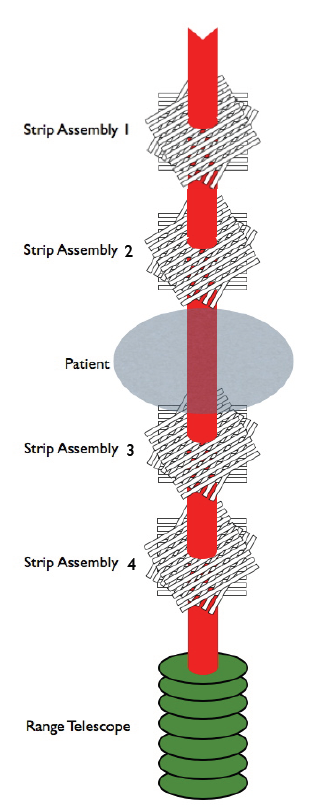 Strip Assembly 1
Strip Assembly 2
Patient
Strip Assembly 3
Strip Assembly 4
Range Telescope